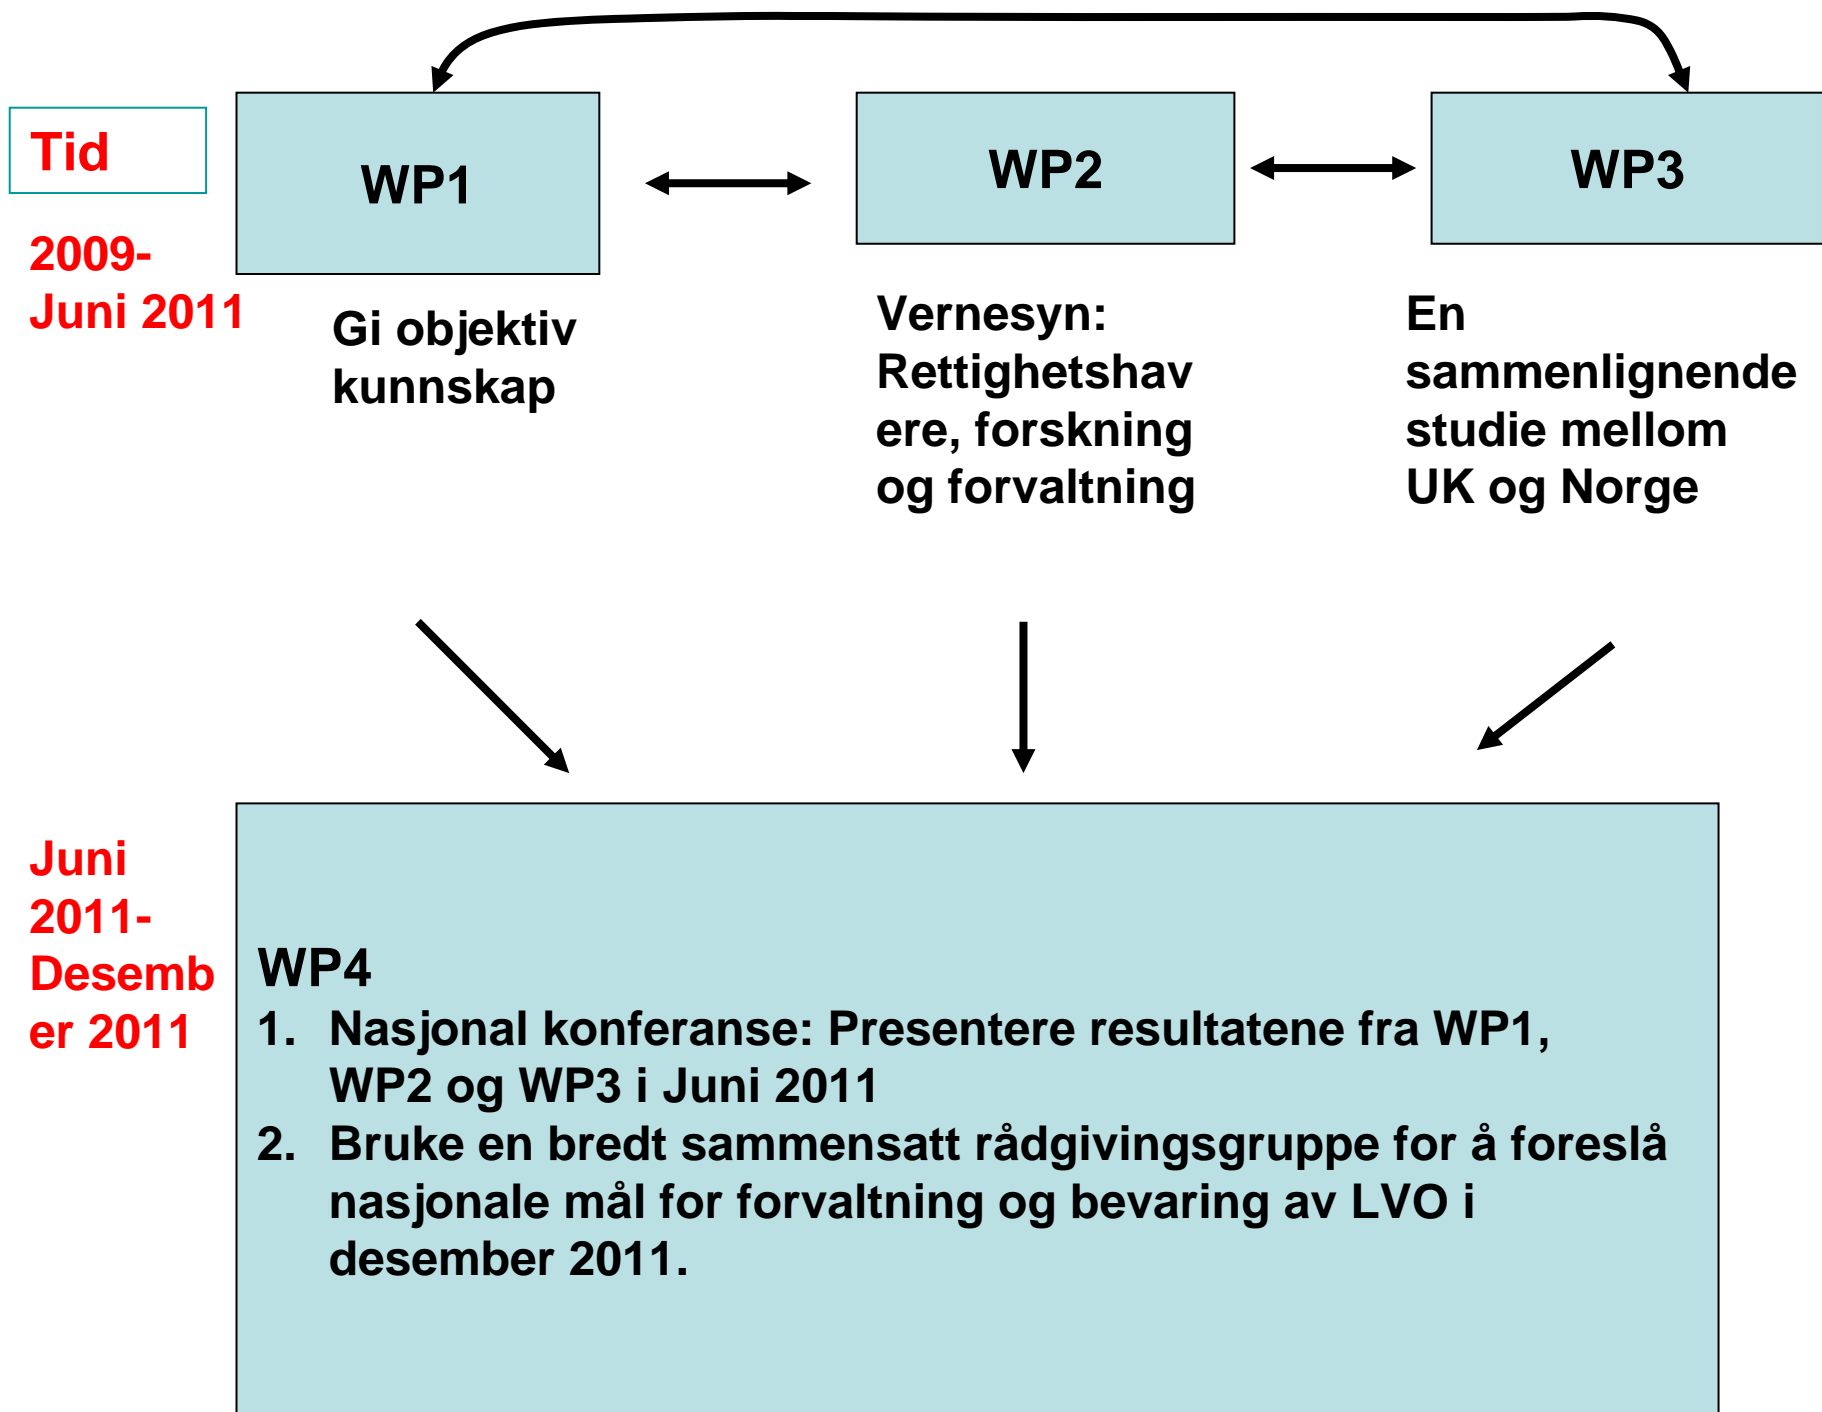 Tid
WP1
WP2
WP3
2009-
Juni 2011
Gi objektiv
kunnskap
Vernesyn:
Rettighetshav
ere, forskning
og forvaltning
En
sammenlignende
studie mellom
UK og Norge
Juni
2011-
Desemb
er 2011
WP4
1. Nasjonal konferanse: Presentere resultatene fra WP1,
WP2 og WP3 i Juni 2011
2. Bruke en bredt sammensatt rådgivingsgruppe for å foreslå
nasjonale mål for forvaltning og bevaring av LVO i
desember 2011.